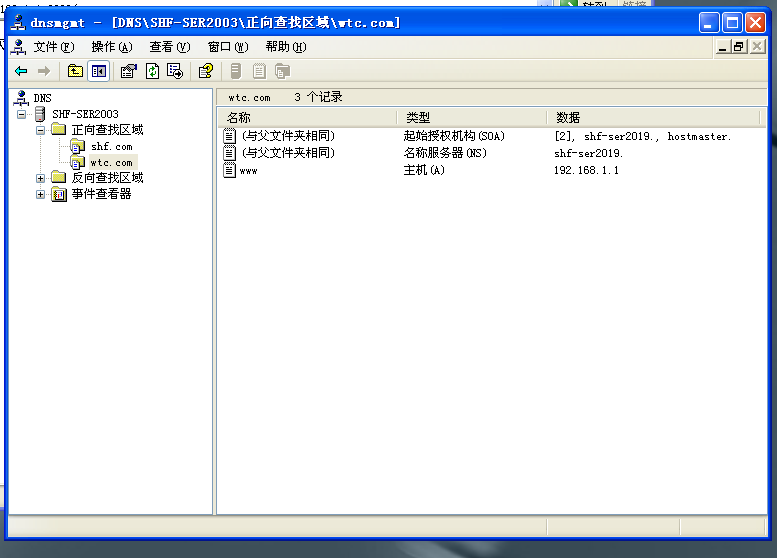 dnsmgmt - [DNS\SHF-SER2003\正向查找区域\wtc.com]
文件(F) 操作(A) 查看(V) 窗口(W) 帮助(H)
DNS
SHF-SER2003
正向查找区域
shf.com
wtc.com
反向查找区域
事件查看器
wtc.com 3 个记录
名称 类型 数据
(与父文件夹相同) 起始授权机构(SOA) [2], shf-ser2019., hostmaster.
(与父文件夹相同) 名称服务器(NS) shf-ser2019.
www 主机(A) 192.168.1.1